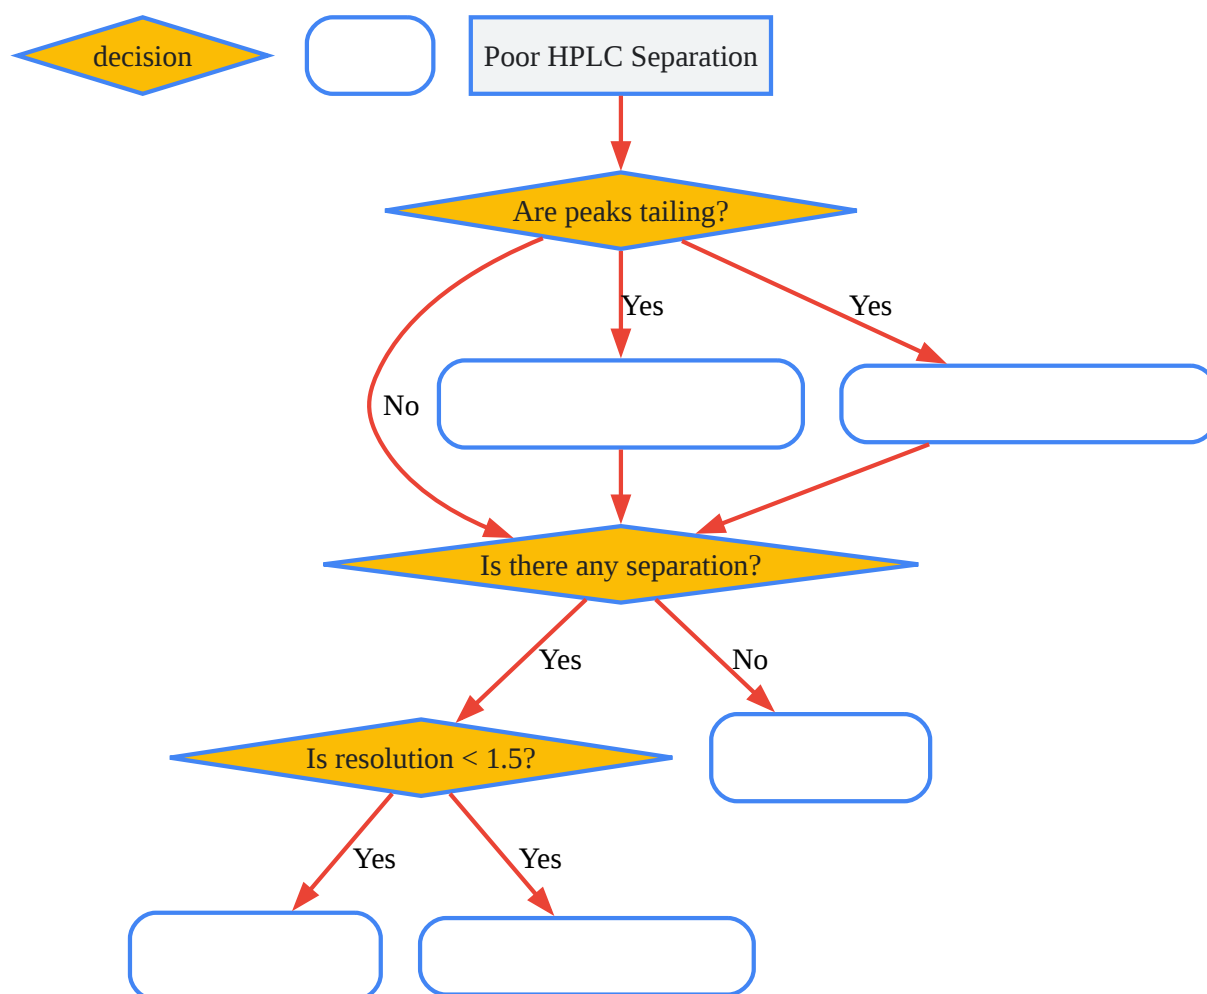 decision
Poor HPLC Separation
Are peaks tailing?
Yes
Yes
No
Is there any separation?
Yes
No
Is resolution < 1.5?
Yes
Yes